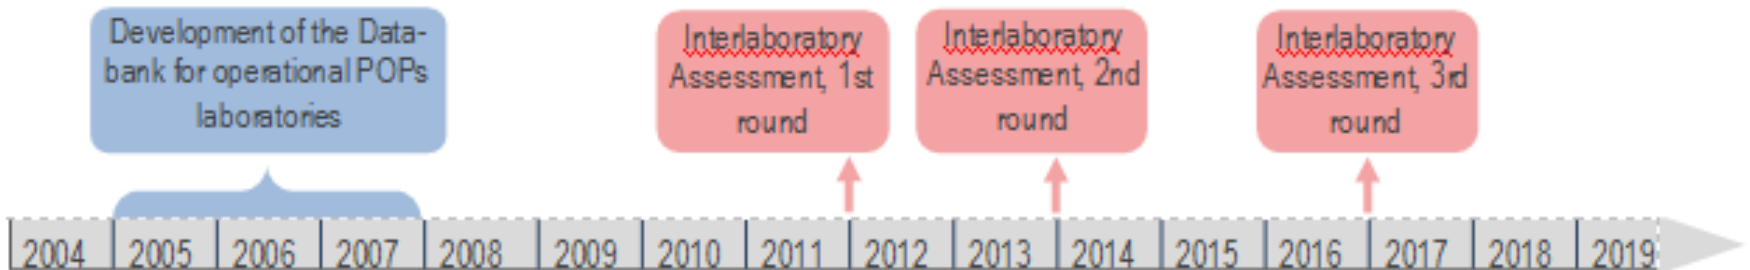 Development of the Data-
bank for operational POPs
laboratories
Interlaboratory
Assessment, 1st
round
Interlaboratory
Assessment, 2nd
round
Interlaboratory
Assessment, 3rd
round
2004 2005 2006 2007 2008 2009 2010 2011 2012 2013 2014 2015 2016 2017 2018 2019